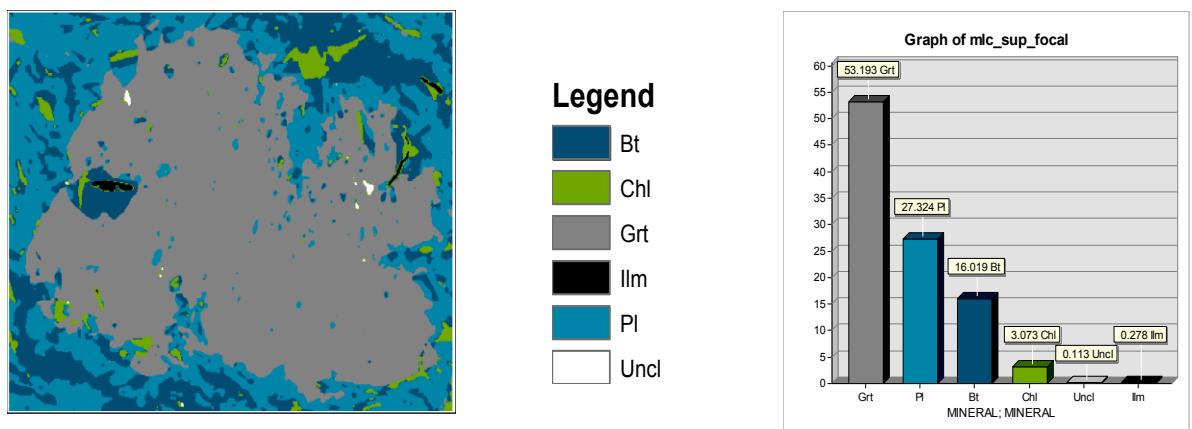 Legend
Bt
Chl
Grt
Ilm
Pl
Uncl
Graph of mlc_sup_focal
60
55
50
45
40
35
30
25
20
15
10
5
0
53.193 Grt
27.324 Pl
16.019 Bt
3.073 Chl
0.113 Uncl
0.278 Ilm
Grt Pl Bt Chl Uncl Ilm
MINERAL; MINERAL